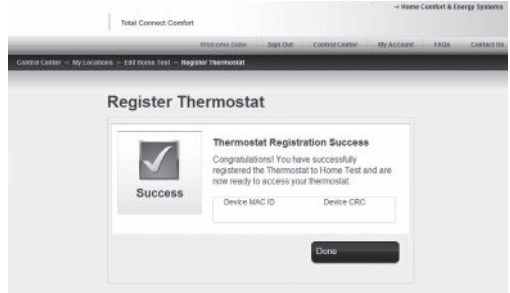 → Home Comfort & Energy Systems
Total Connect Comfort
Welcome Gabe Sign Out Control Center My Account FAQs Contact Us
Control Center → My Locations → Edit Home Test → Register Thermostat
Register Thermostat
Thermostat Registration Success
Congratulations! You have successfully
registered the Thermostat to Home Test and are
now ready to access your thermostat.
Success
Device MAC ID Device CRC
Done